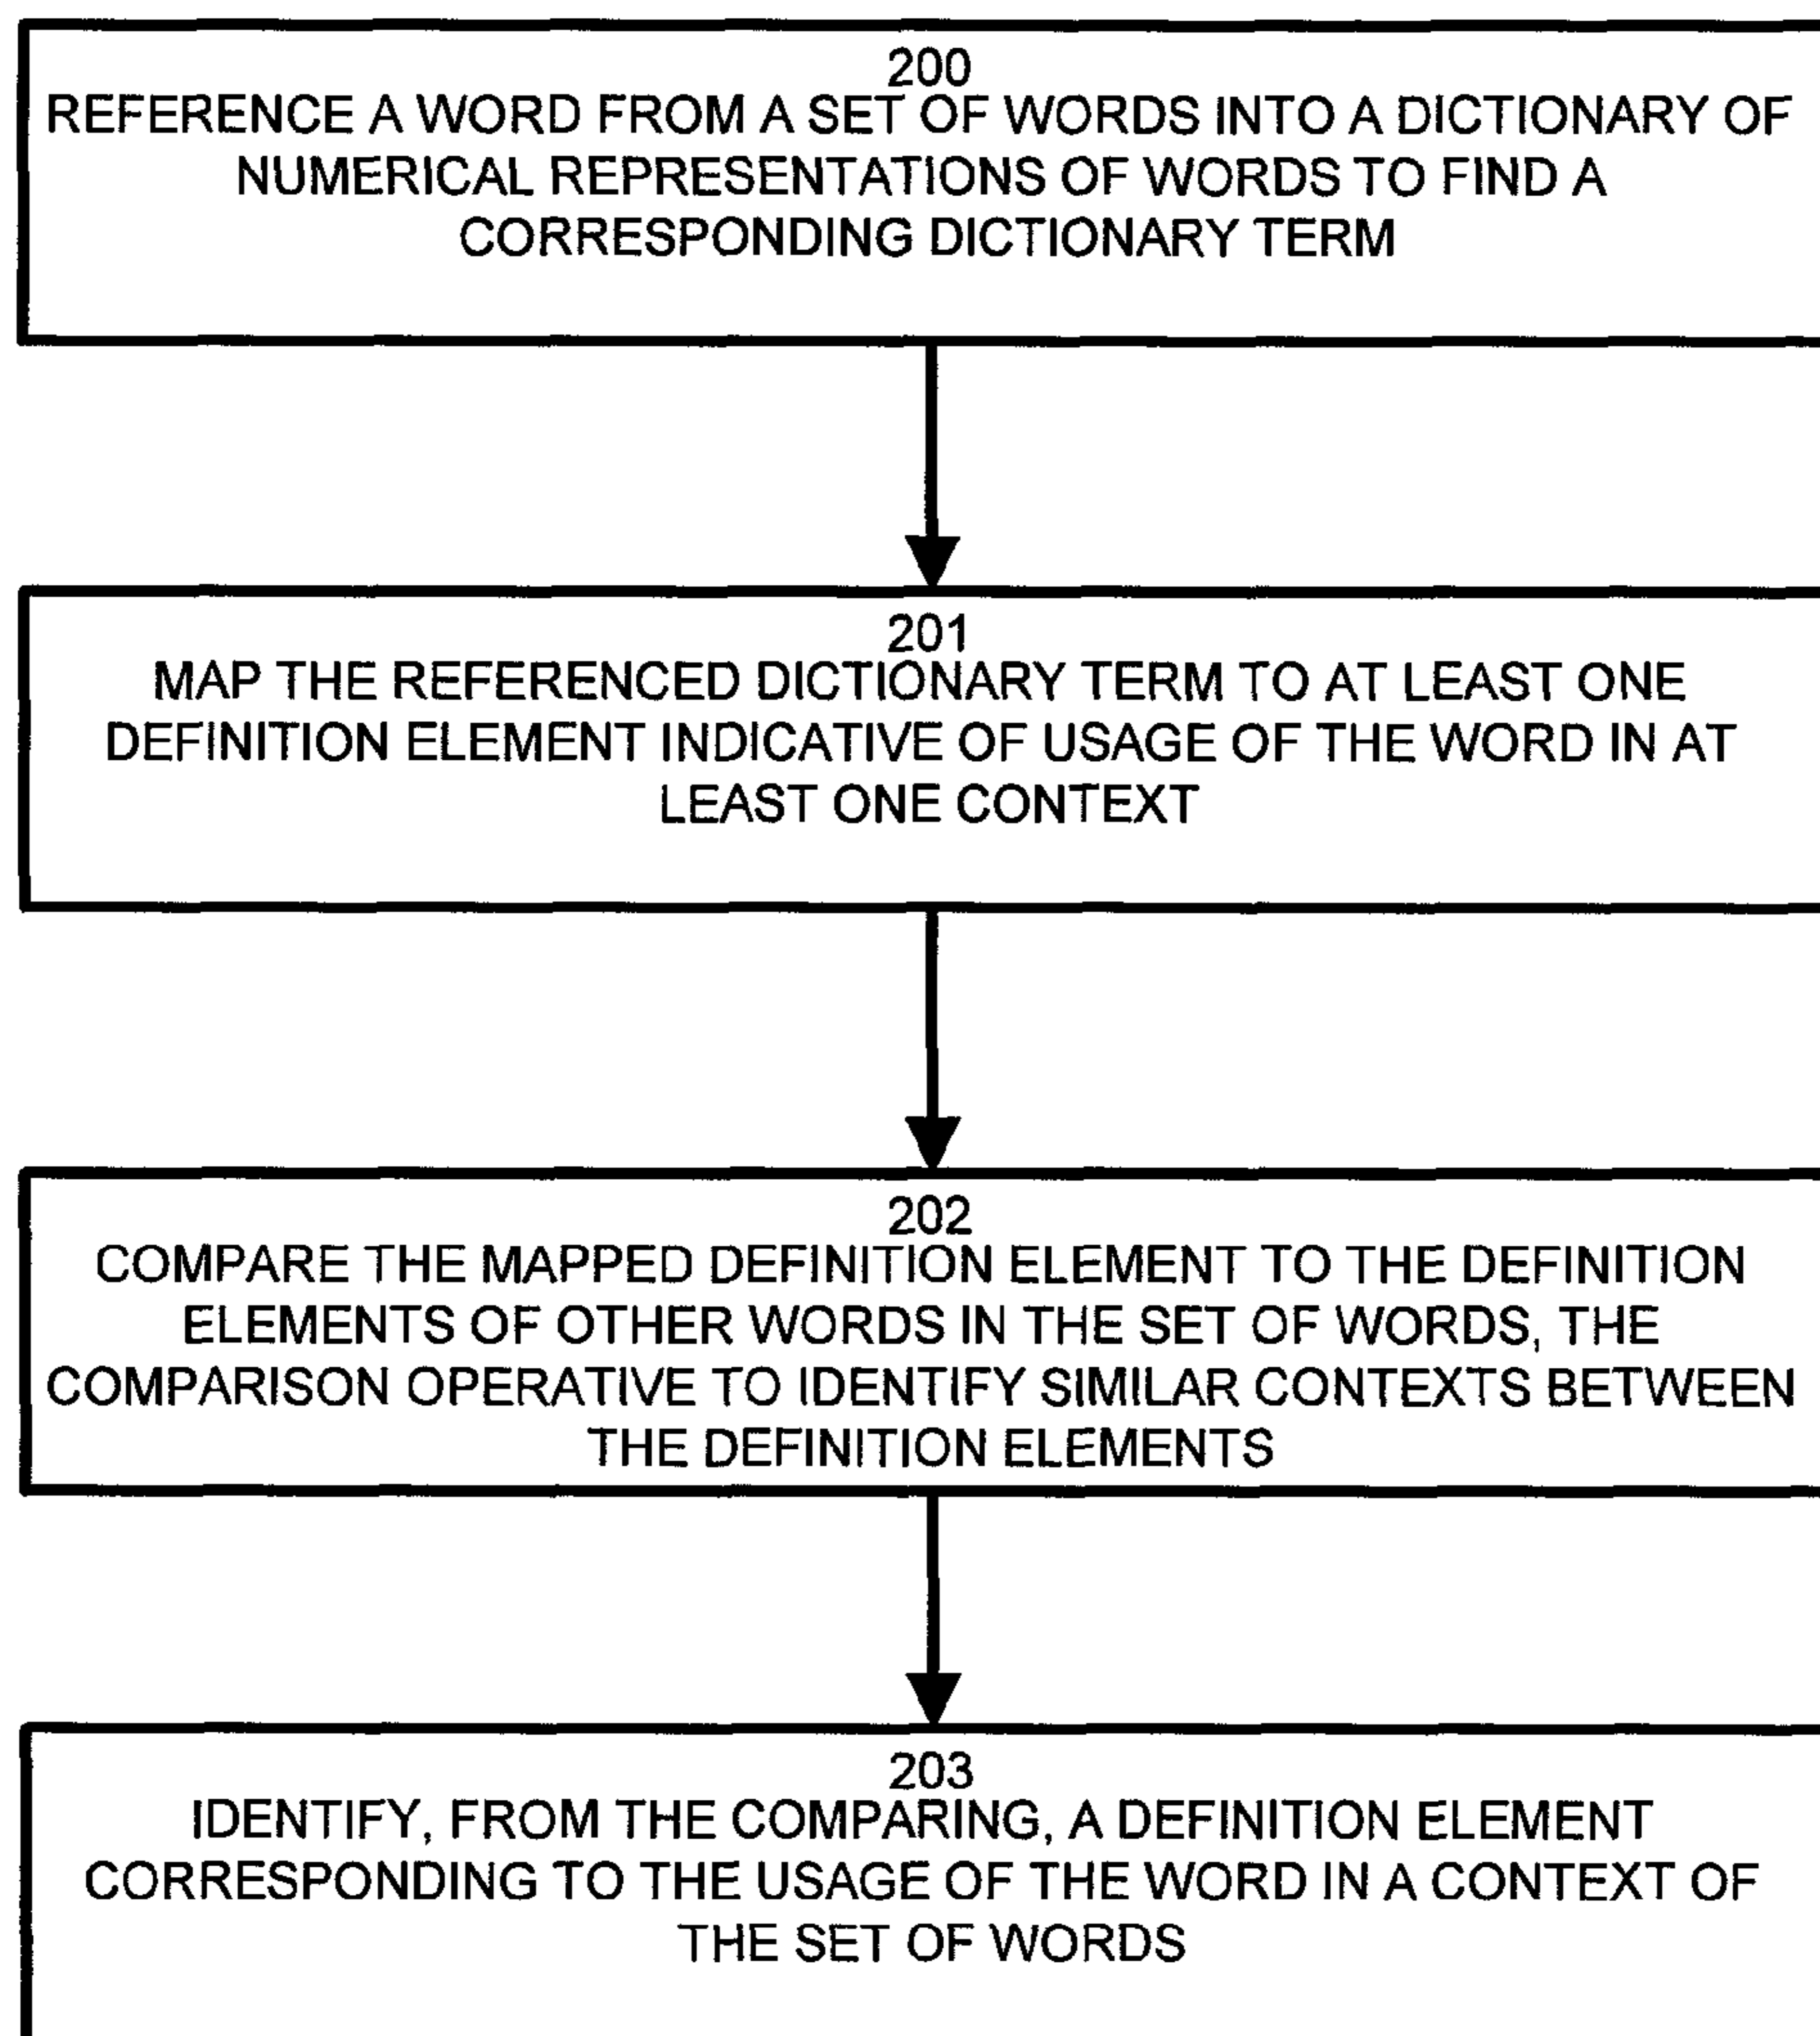 200
REFERENCE A WORD FROM A SET OF WORDS INTO A DICTIONARY OF
NUMERICAL REPRESENTATIONS OF WORDS TO FIND A
CORRESPONDING DICTIONARY TERM
201
MAP THE REFERENCED DICTIONARY TERM TO AT LEAST ONE
DEFINITION ELEMENT INDICATIVE OF USAGE OF THE WORD IN AT
LEAST ONE CONTEXT
202
COMPARE THE MAPPED DEFINITION ELEMENT TO THE DEFINITION
ELEMENTS OF OTHER WORDS IN THE SET OF WORDS, THE
COMPARISON OPERATIVE TO IDENTIFY SIMILAR CONTEXTS BETWEEN
THE DEFINITION ELEMENTS
203
IDENTIFY, FROM THE COMPARING, A DEFINITION ELEMENT
CORRESPONDING TO THE USAGE OF THE WORD IN A CONTEXT OF
THE SET OF WORDS